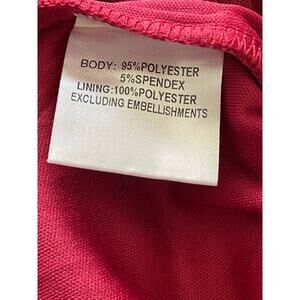 BODY: 95%POLYESTER
5%SPENDEX
LINING:100%POLYESTER
EXCLUDING EMBELLISHMENTS